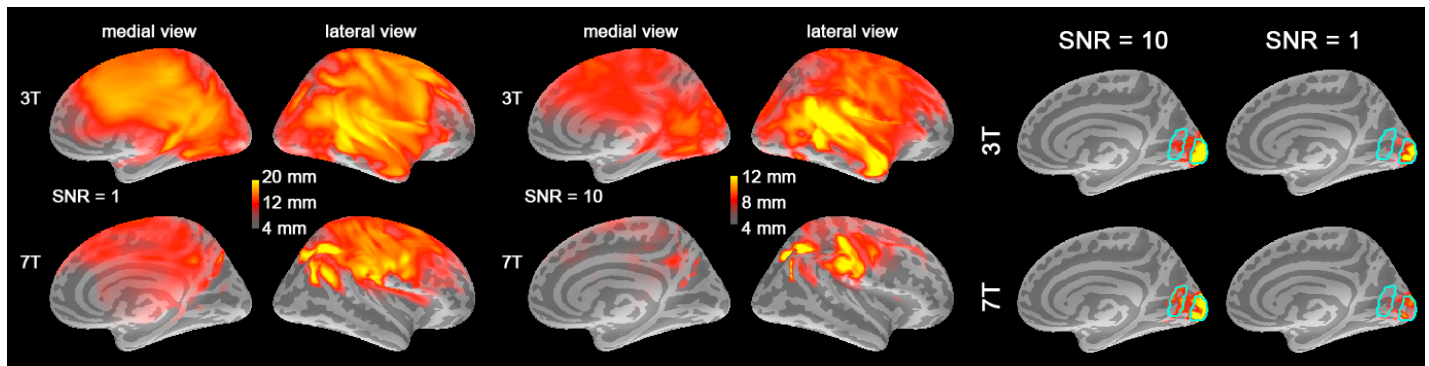 medial view lateral view medial view lateral view
SNR = 10 SNR = 1
3T 3T
3T
20 mm
12 mm
4 mm
SNR = 1
12 mm
8 mm
4 mm
SNR = 10
7T 7T
7T